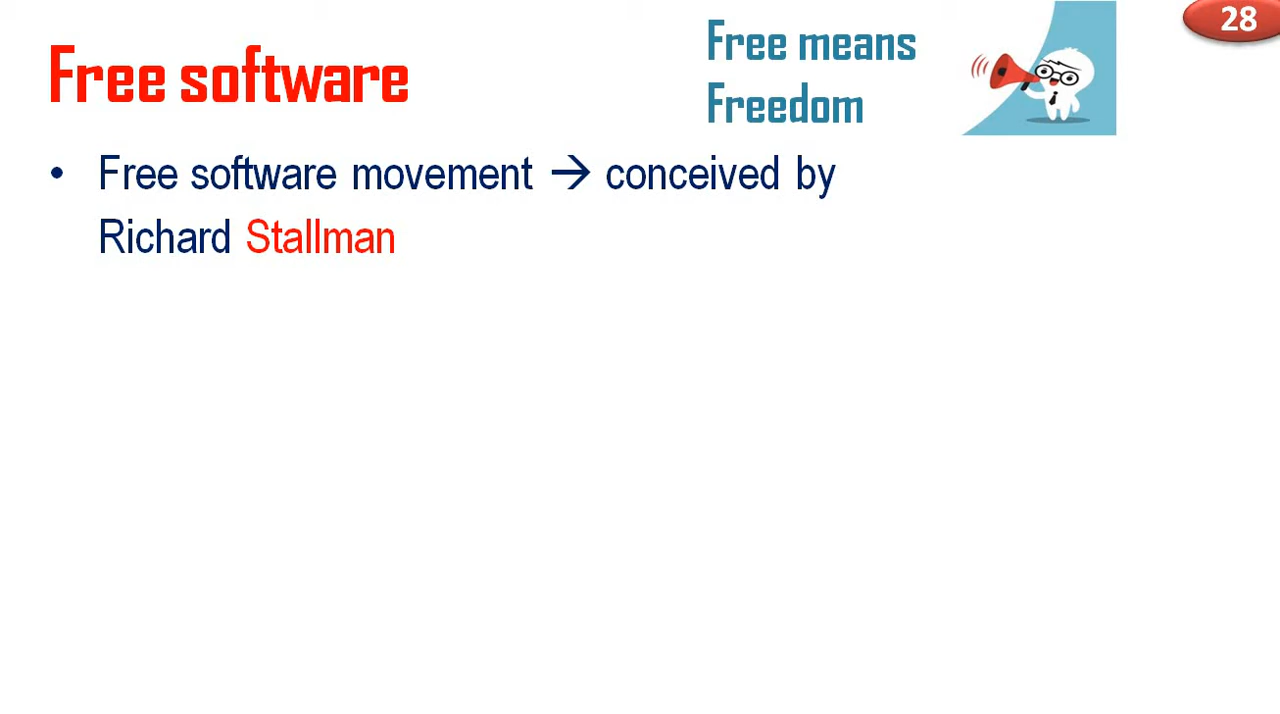 Free software
Free means
Freedom
28
• Free software movement → conceived by
Richard Stallman